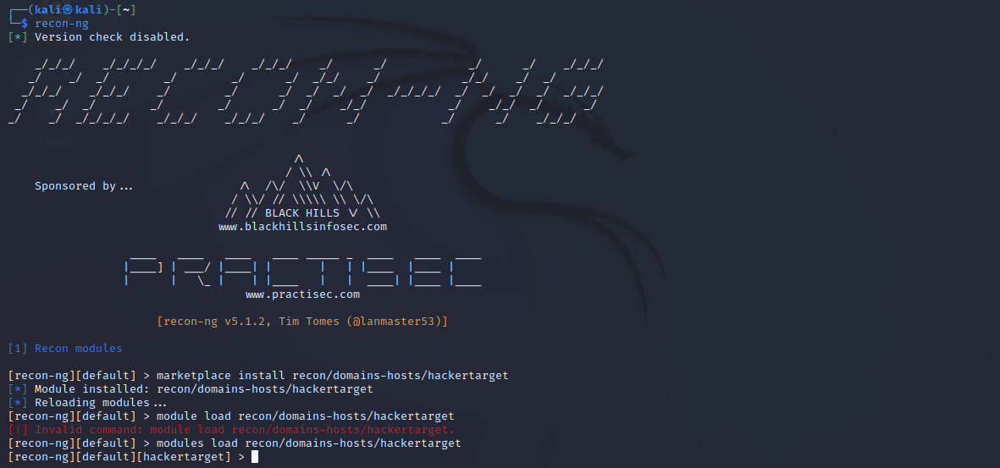 (kali㉿kali)-[~]
$ recon-ng
[*] Version check disabled.
RECON-NG
Home
Sponsored by...
BLACK HILLS
www.blackhillsinfosec.com
PRACTISEC
www.practisec.com
[recon-ng v5.1.2, Tim Tomes (@lanmaster53)]
[1] Recon modules
[recon-ng][default] > marketplace install recon/domains-hosts/hackertarget
[*] Module installed: recon/domains-hosts/hackertarget
[*] Reloading modules...
[recon-ng][default] > module load recon/domains-hosts/hackertarget
[!] Invalid command: module load recon/domains-hosts/hackertarget.
[recon-ng][default] > modules load recon/domains-hosts/hackertarget
[recon-ng][default][hackertarget] >